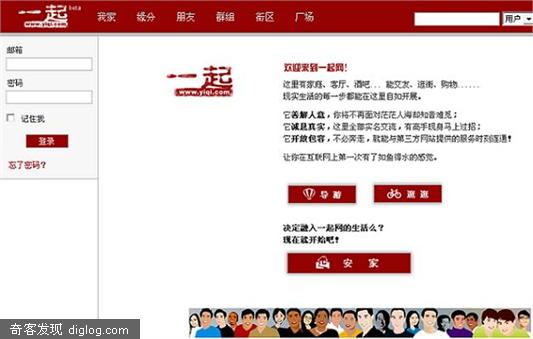 一起 beta
www.yiqi.com
我家 缘分 朋友 群组 街区 广场
用户
邮箱
密码
记住我
登录
忘了密码？
一起
www.yiqi.com
欢迎来到一起网！
这里有家庭、客厅、酒吧... 能交友、逛街、购物......
现实生活的每一步都能在这里自如开展。
它善解人意，你将不再面对茫茫人海却知音难觅；
它诚恳真实，这里全部实名交流，有高手现身马上过招；
它开放包容，不必奔走，就能与第三方网站提供的服务时刻连通！
让你在互联网上第一次有了如鱼得水的感觉。
导 游
逛 逛
决定融入一起网的生活么？
现在就开始吧！
安 家
奇客发现 diglog.com